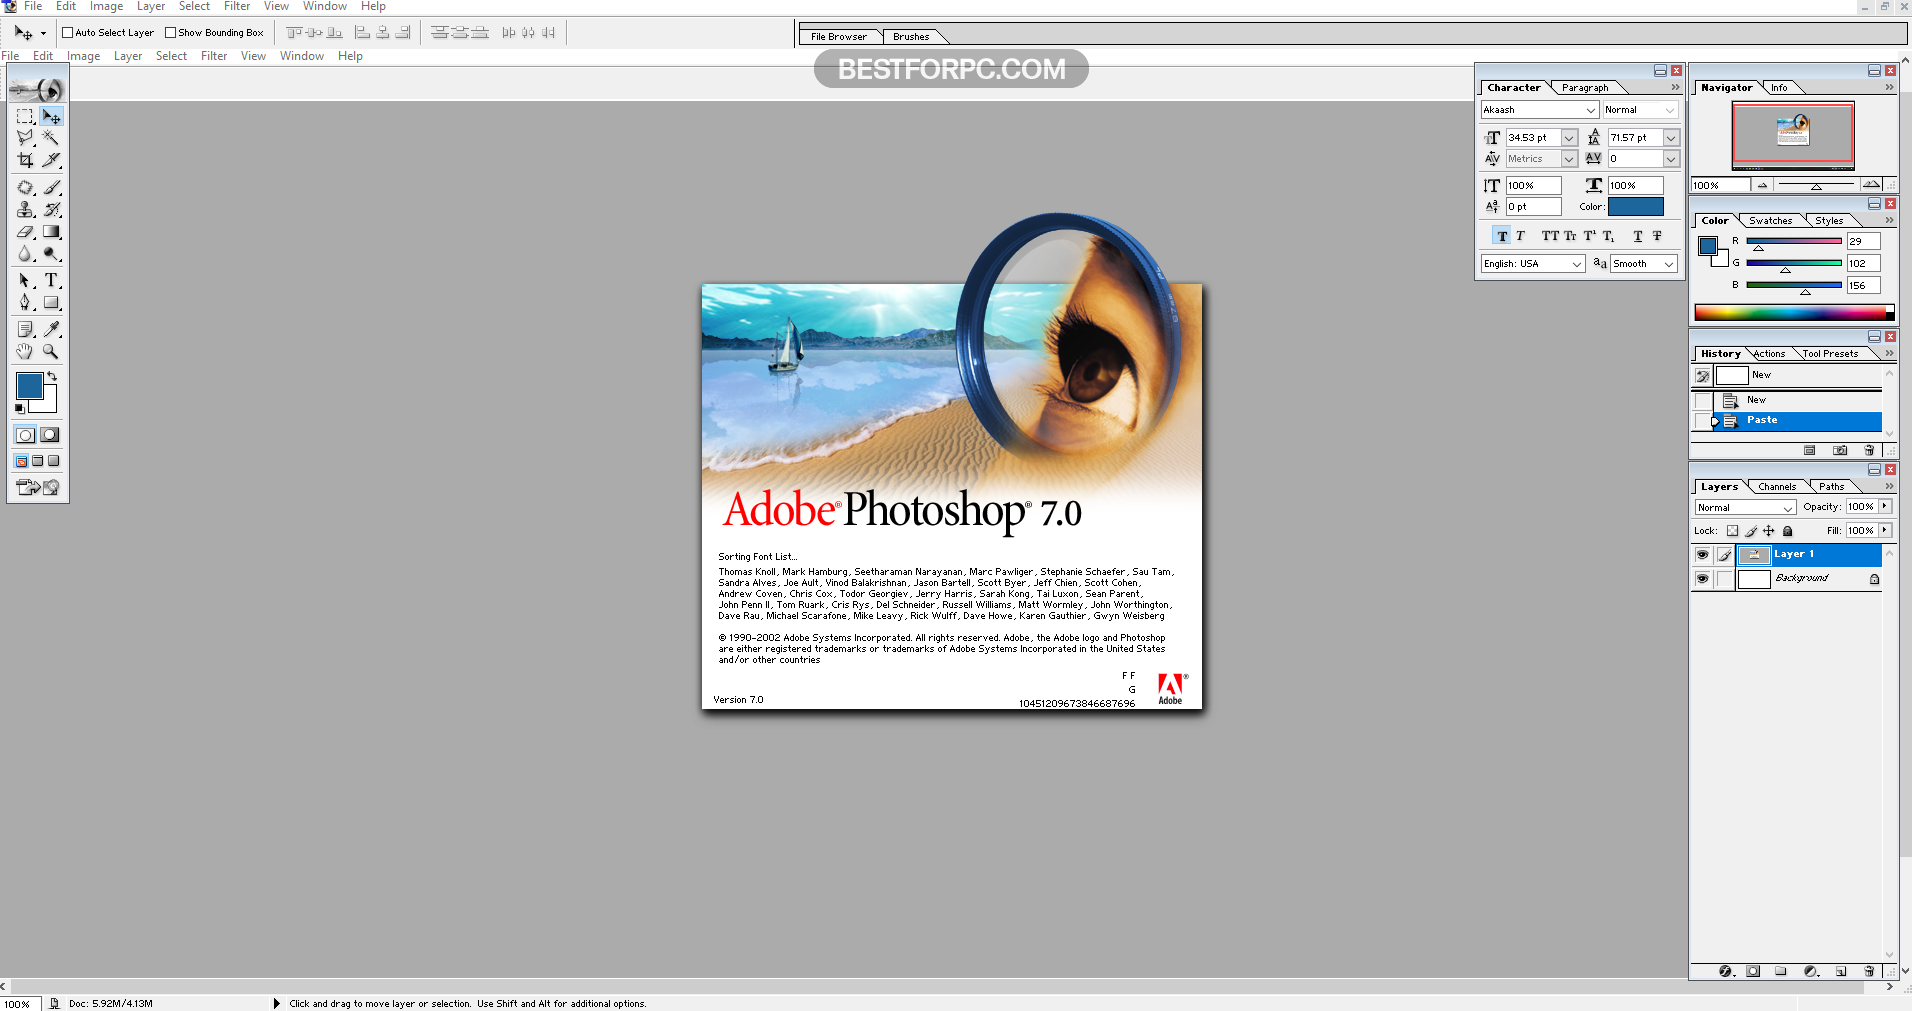 File Edit Image Layer Select Filter View Window Help
Auto Select Layer Show Bounding Box File Browser Brushes
File Edit Image Layer Select Filter View Window Help
BESTFORPC.COM
Character Paragraph
Akaash Normal
34.53 pt 71.57 pt
Metrics 0
100% 100%
0 pt Color:
T T TT Tr T¹ T₁ T T
English: USA aa Smooth
Navigator Info
100%
Color Swatches Styles
R 29
G 102
B 156
History Actions Tool Presets
New
New
Paste
Layers Channels Paths
Normal Opacity: 100%
Lock: Fill: 100%
Layer 1
Background
Adobe® Photoshop® 7.0
Sorting Font List...
Thomas Knoll, Mark Hamburg, Seetharaman Narayanan, Marc Pawliger, Stephanie Schaefer, Sau Tam,
Sandra Alves, Joe Ault, Vinod Balakrishnan, Jason Bartell, Scott Byer, Jeff Chien, Scott Cohen,
Andrew Coven, Chris Cox, Todor Georgiev, Jerry Harris, Sarah Kong, Tai Luxon, Sean Parent,
John Penn II, Tom Ruark, Cris Rys, Del Schneider, Russell Williams, Matt Wormley, John Worthington,
Dave Rau, Michael Scarafone, Mike Leavy, Rick Wulff, Dave Howe, Karen Gauthier, Gwyn Weisberg
© 1990-2002 Adobe Systems Incorporated. All rights reserved. Adobe, the Adobe logo and Photoshop
are either registered trademarks or trademarks of Adobe Systems Incorporated in the United States
and/or other countries
F F
G
Version 7.0 10451209673846687696
Adobe
100% Doc: 5.92M/4.13M Click and drag to move layer or selection. Use Shift and Alt for additional options.